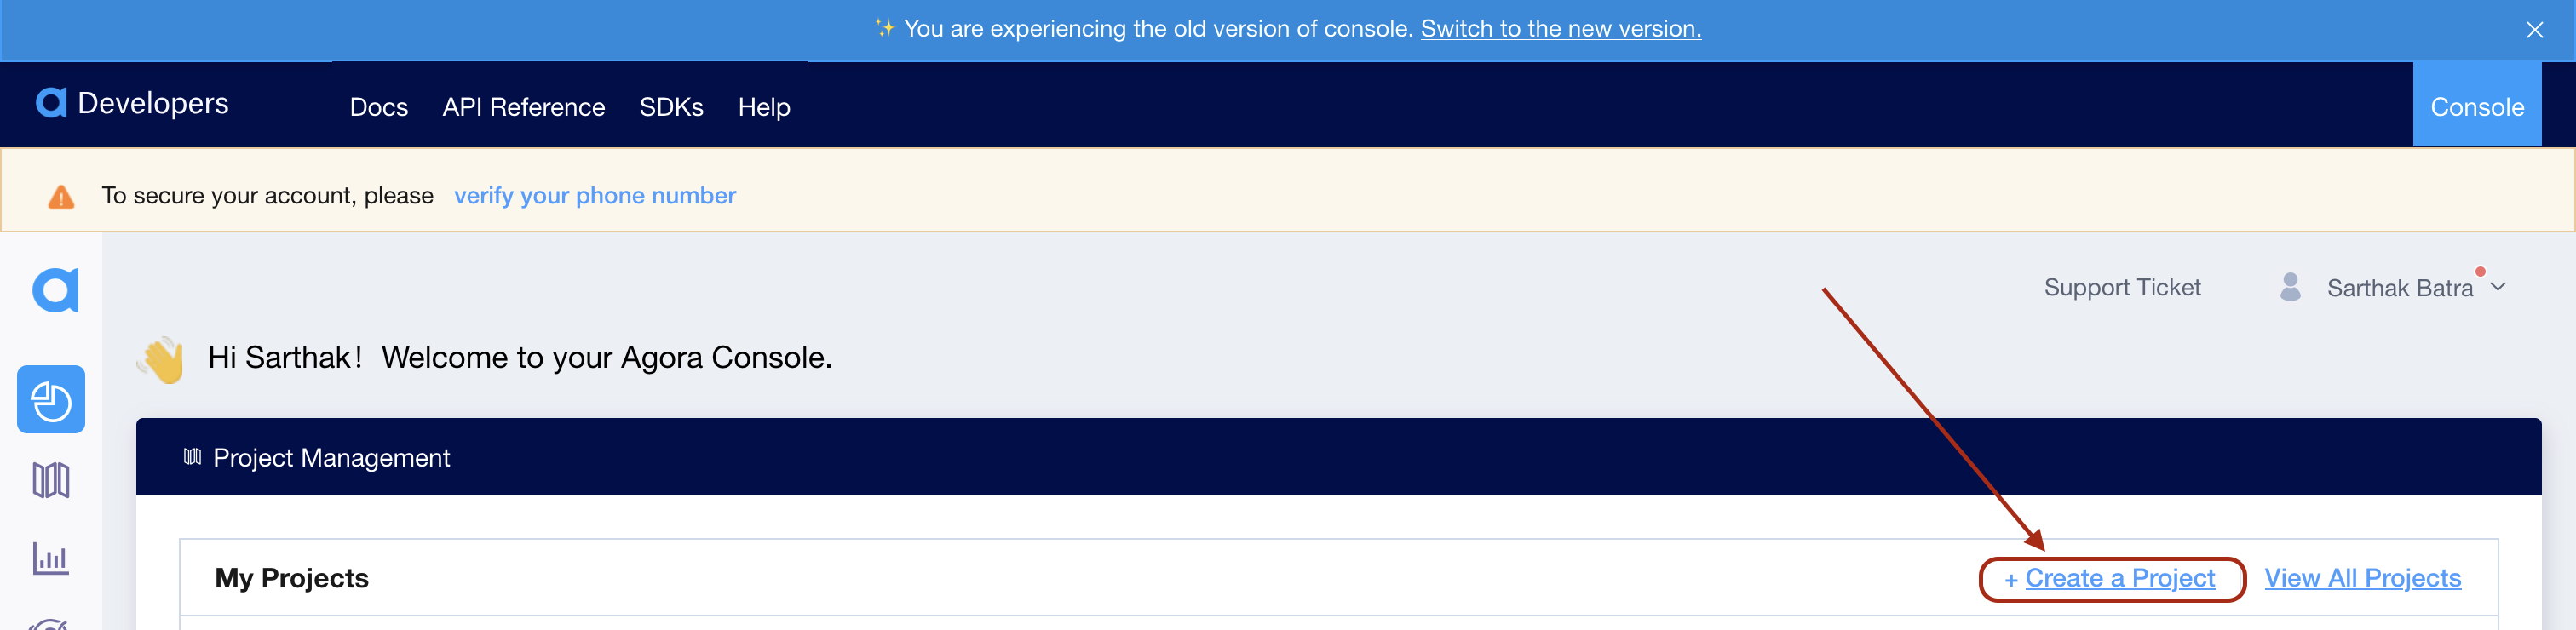 You are experiencing the old version of console. Switch to the new version.
Developers Docs API Reference SDKs Help Console
To secure your account, please verify your phone number
Support Ticket Sarthak Batra
Hi Sarthak! Welcome to your Agora Console.
Project Management
My Projects + Create a Project View All Projects